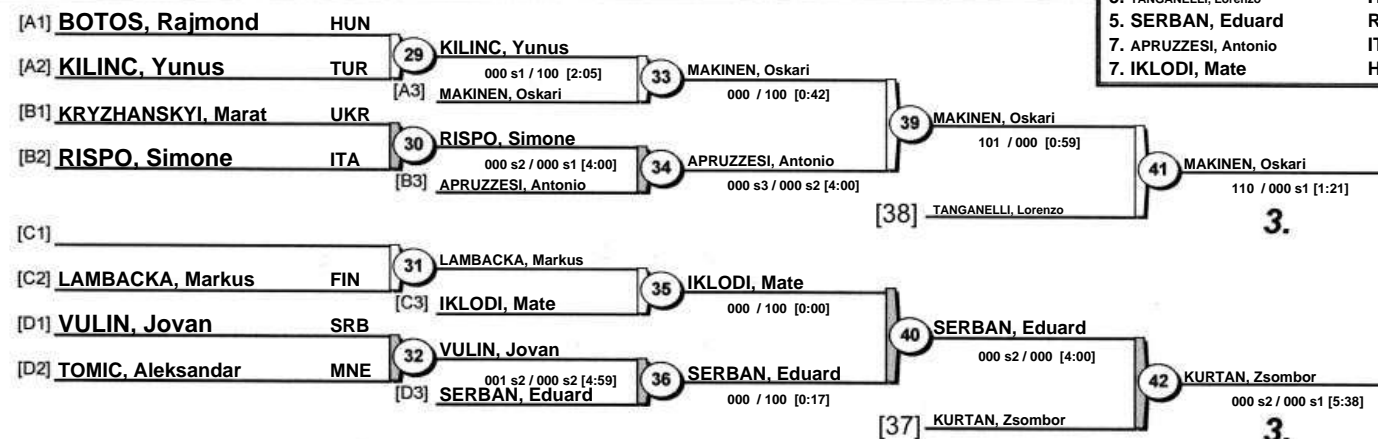 3. TANGANELLI, Lorenzo
5. SERBAN, Eduard
7. APRUZZESI, Antonio
7. IKLODI, Mate H
[A1] BOTOS, Rajmond HUN
[A2] KILINC, Yunus TUR
29 KILINC, Yunus
000 s1 / 100 [2:05]
[A3] MAKINEN, Oskari
33 MAKINEN, Oskari
000 / 100 [0:42]
[B1] KRYZHANSKYI, Marat UKR
[B2] RISPO, Simone ITA
30 RISPO, Simone
000 s2 / 000 s1 [4:00]
[B3] APRUZZESI, Antonio
34 APRUZZESI, Antonio
000 s3 / 000 s2 [4:00]
39 MAKINEN, Oskari
101 / 000 [0:59]
[38] TANGANELLI, Lorenzo
41 MAKINEN, Oskari
110 / 000 s1 [1:21]
3.
[C1]
[C2] LAMBACKA, Markus FIN
31 LAMBACKA, Markus
[C3] IKLODI, Mate
35 IKLODI, Mate
000 / 100 [0:00]
[D1] VULIN, Jovan SRB
[D2] TOMIC, Aleksandar MNE
32 VULIN, Jovan
001 s2 / 000 s2 [4:59]
[D3] SERBAN, Eduard
36 SERBAN, Eduard
000 / 100 [0:17]
40 SERBAN, Eduard
000 s2 / 000 [4:00]
[37] KURTAN, Zsombor
42 KURTAN, Zsombor
000 s2 / 000 s1 [5:38]
3.